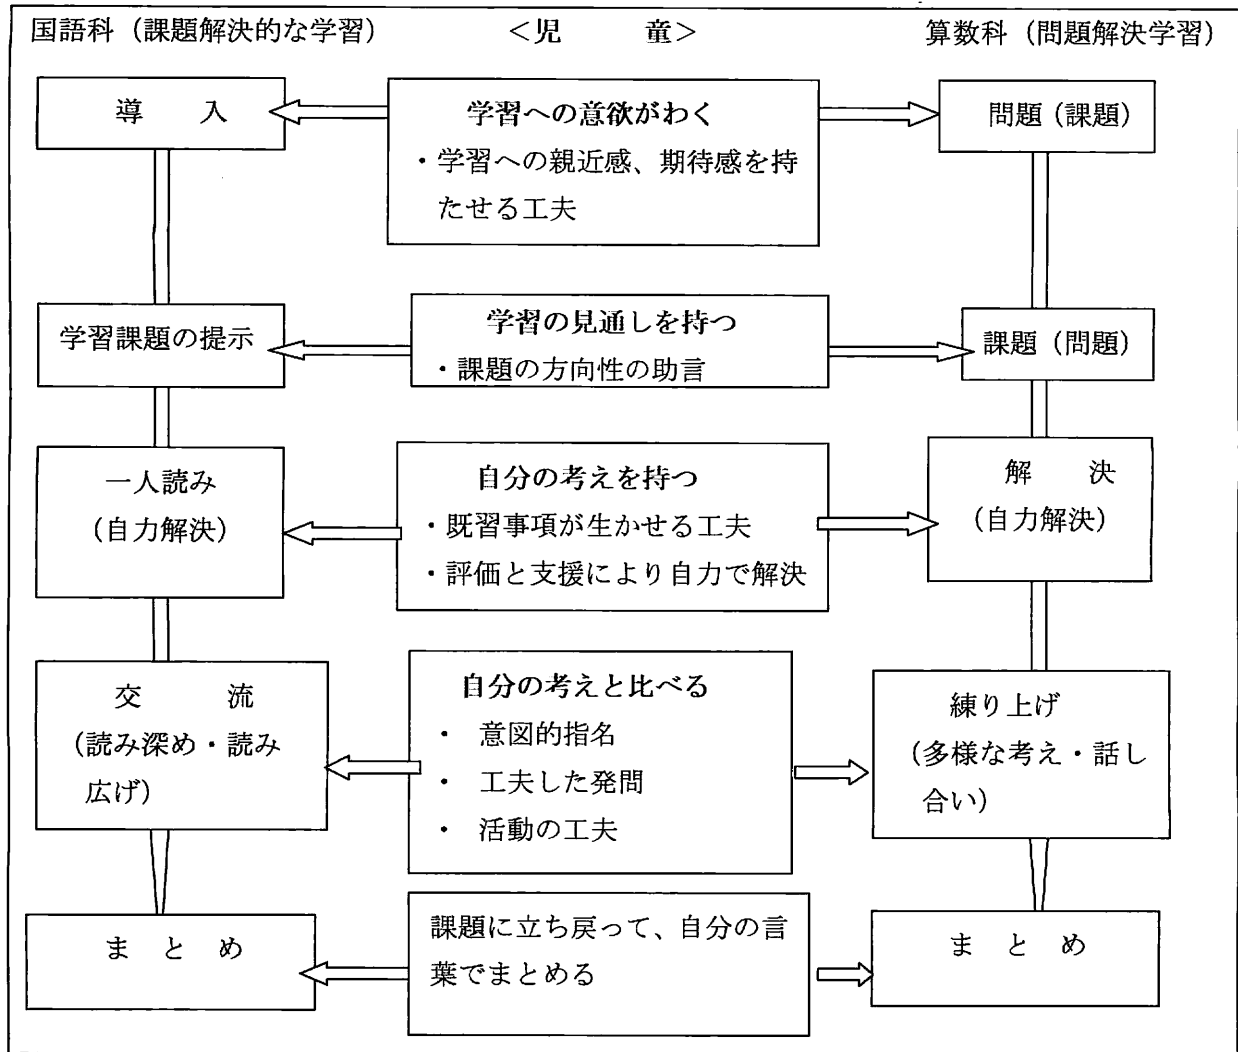 国語科（課題解決的な学習）
＜児　　童＞
算数科（問題解決学習）
導　　入
学習への意欲がわく
・学習への親近感、期待感を持
たせる工夫
問題（課題）
学習課題の提示
学習の見通しを持つ
・課題の方向性の助言
課題（問題）
一人読み
（自力解決）
自分の考えを持つ
・既習事項が生かせる工夫
・評価と支援により自力で解決
解　　決
（自力解決）
交　　流
（読み深め・読み
広げ）
自分の考えと比べる
・　意図的指名
・　工夫した発問
・　活動の工夫
練り上げ
（多様な考え・話し
合い）
ま　と　め
課題に立ち戻って、自分の言
葉でまとめる
ま　と　め